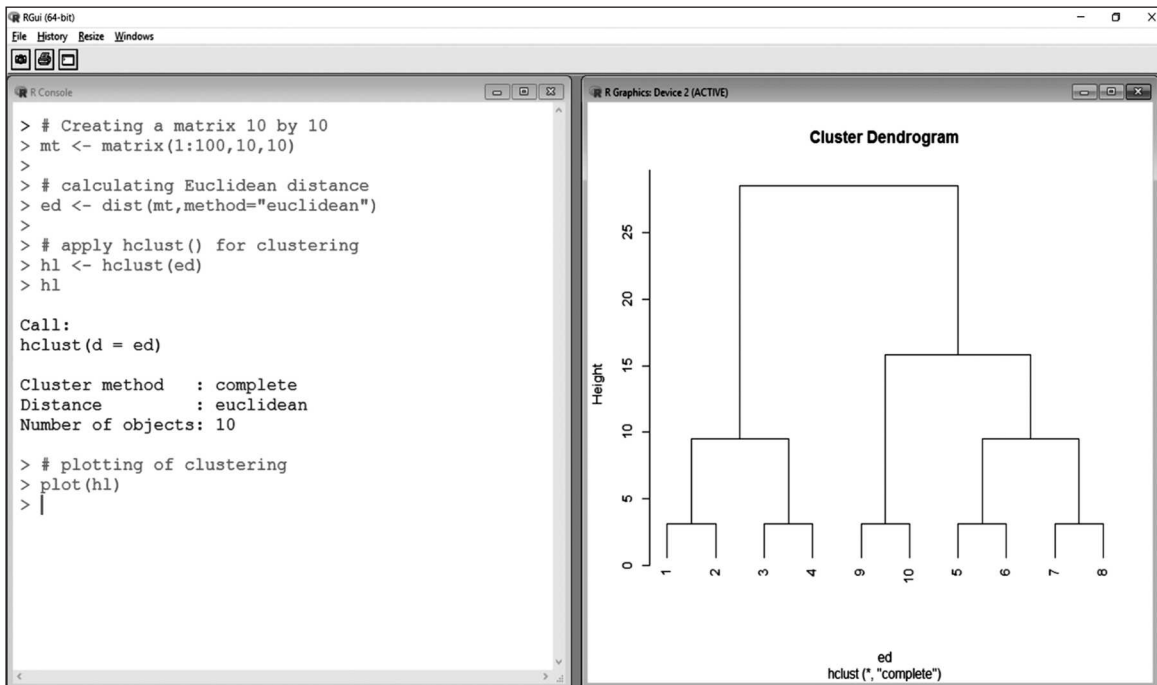 RGui (64-bit)
File History Resize Windows
R Console
> # Creating a matrix 10 by 10
> mt <- matrix(1:100,10,10)
>
> # calculating Euclidean distance
> ed <- dist(mt,method="euclidean")
>
> # apply hclust() for clustering
> hl <- hclust(ed)
> hl
Call:
hclust(d = ed)
Cluster method   : complete
Distance         : euclidean
Number of objects: 10
> # plotting of clustering
> plot(hl)
>
R Graphics: Device 2 (ACTIVE)
Cluster Dendrogram
Height
25
20
15
10
5
0
1 2 3 4 9 10 5 6 7 8
ed
hclust (*, "complete")